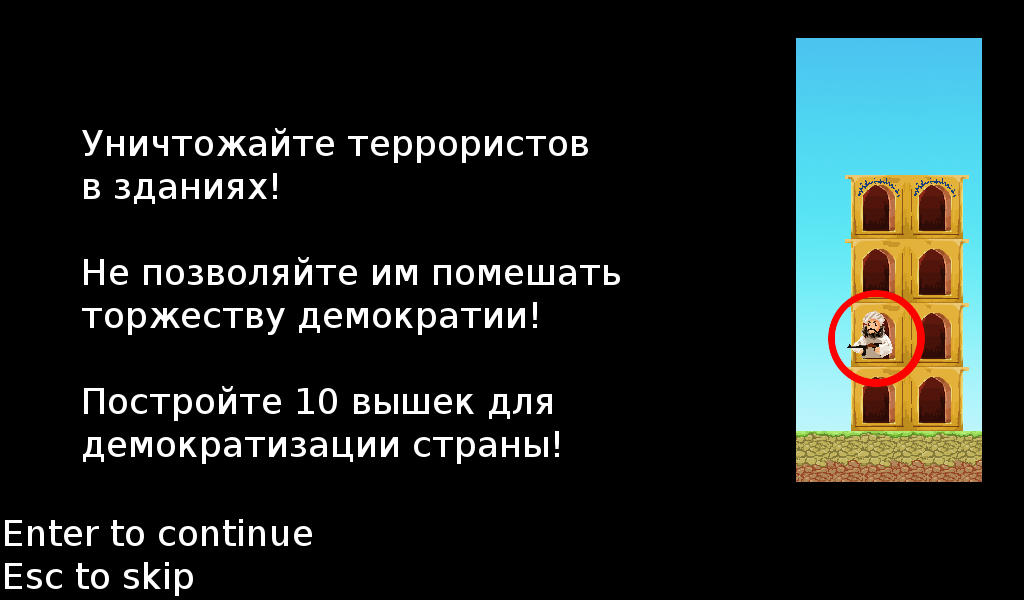 Уничтожайте террористов
в зданиях!
Не позволяйте им помешать
торжеству демократии!
Постройте 10 вышек для
демократизации страны!
Enter to continue
Esc to skip